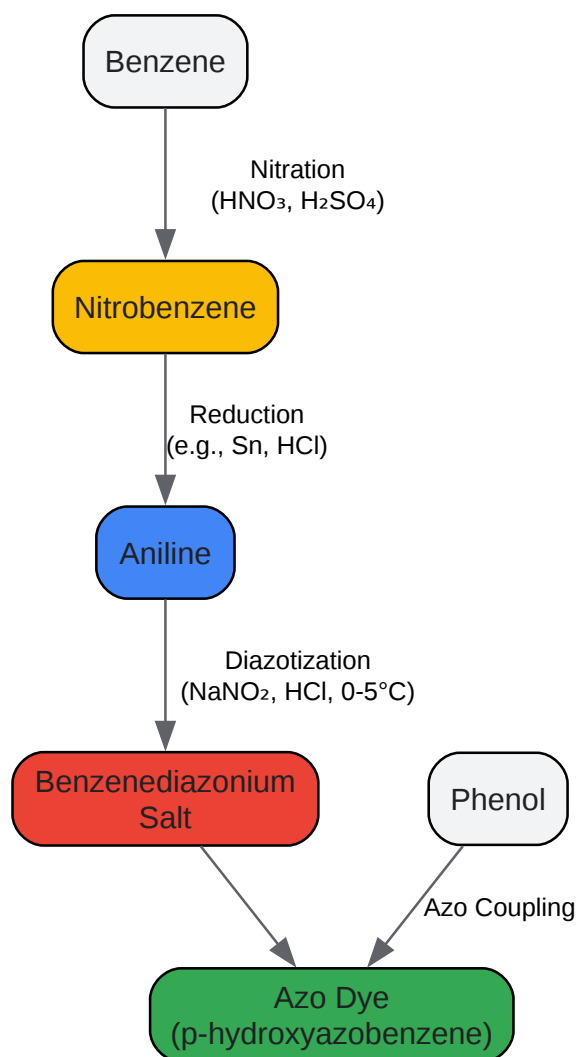 Benzene
Nitration
(HNO₃, H₂SO₄)
Nitrobenzene
Reduction
(e.g., Sn, HCl)
Aniline
Diazotization
(NaNO₂, HCl, 0-5°C)
Benzenediazonium
Salt
Phenol
Azo Coupling
Azo Dye
(p-hydroxyazobenzene)